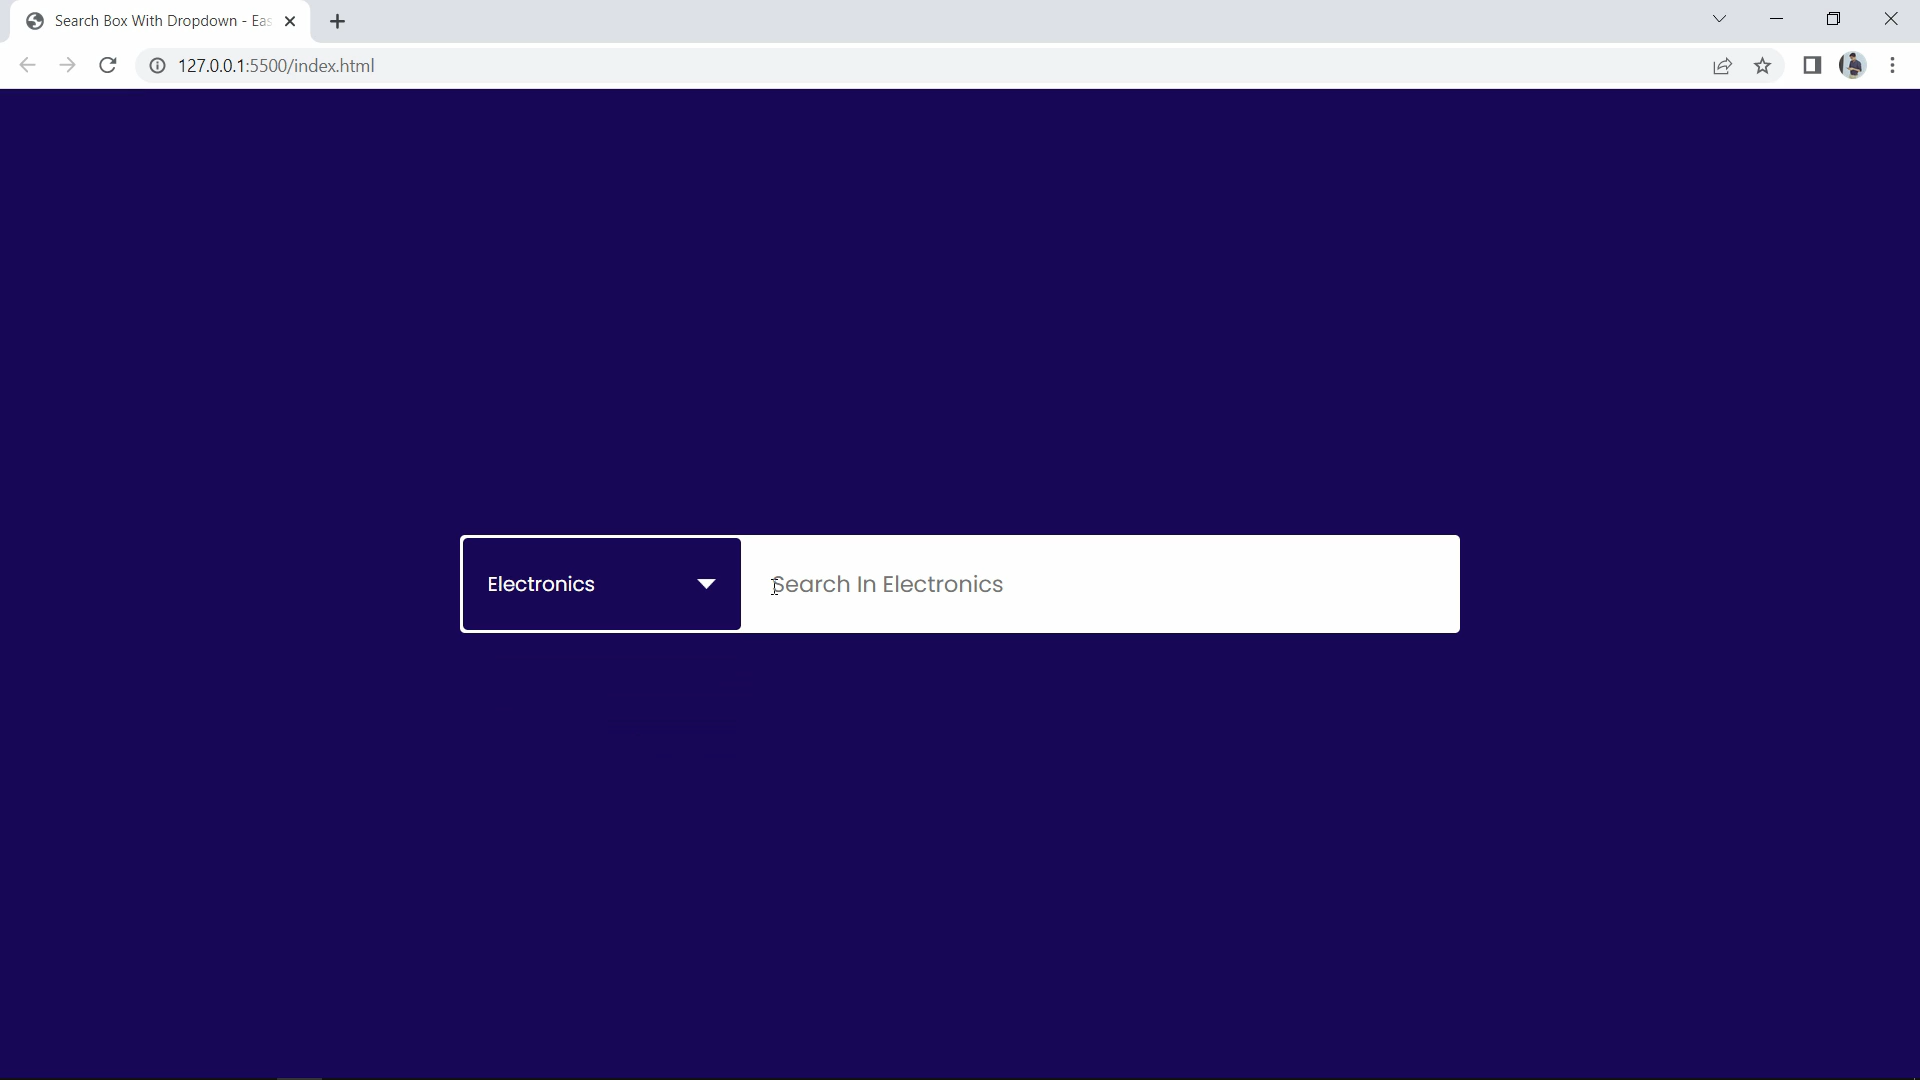 Search Box With Dropdown - Eas
127.0.0.1:5500/index.html
Electronics
Search In Electronics